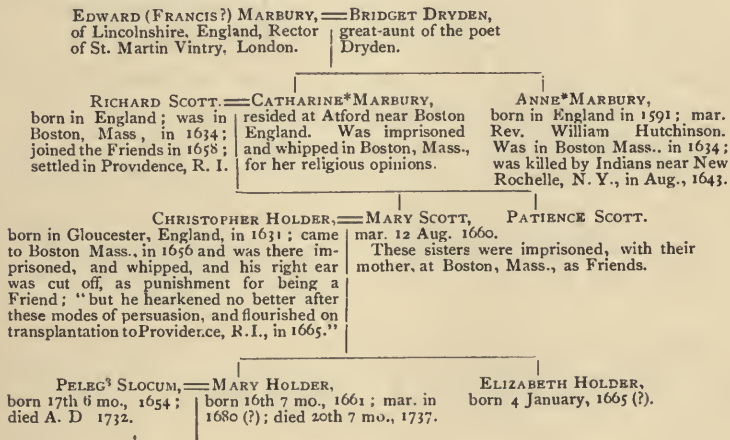 EDWARD (FRANCIS?) MARBURY,
of Lincolnshire, England, Rector
of St. Martin Vintry, London.
BRIDGET DRYDEN,
great-aunt of the poet
Dryden.
RICHARD SCOTT.
born in England; was in
Boston, Mass, in 1634;
joined the Friends in 1658;
settled in Providence, R. I.
CATHARINE*MARBURY,
resided at Atford near Boston
England. Was imprisoned
and whipped in Boston, Mass.,
for her religious opinions.
ANNE*MARBURY,
born in England in 1591; mar.
Rev. William Hutchinson.
Was in Boston Mass.. in 1634;
was killed by Indians near New
Rochelle, N. Y., in Aug., 1643.
CHRISTOPHER HOLDER,
born in Gloucester, England, in 1631; came
to Boston Mass., in 1656 and was there im-
prisoned, and whipped, and his right ear
was cut off, as punishment for being a
Friend; "but he hearkened no better after
these modes of persuasion, and flourished on
transplantation to Provider.ce, R.I., in 1665."
MARY SCOTT,
mar. 12 Aug. 1660.
PATIENCE SCOTT.
These sisters were imprisoned, with their
mother, at Boston, Mass., as Friends.
PELEG³ SLOCUM,
born 17th 6 mo., 1654;
died A. D 1732.
MARY HOLDER,
born 16th 7 mo., 1661; mar. in
1680 (?); died 20th 7 mo., 1737.
ELIZABETH HOLDER,
born 4 January, 1665 (?).